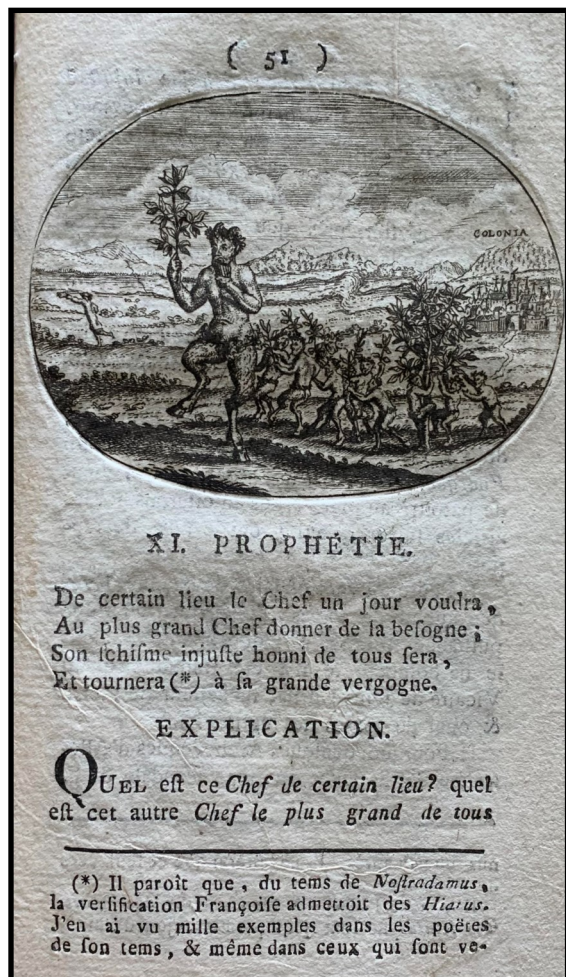 ( 51 )
COLONIA
XI. PROPHÉTIE.
De certain lieu le Chef un jour voudra,
Au plus grand Chef donner de la beſogne;
Son ſchiſme injuſte honni de tous ſera,
Et tournera (*) à ſa grande vergogne.
EXPLICATION.
QUEL eſt ce Chef de certain lieu? quel
eſt cet autre Chef le plus grand de tous
(*) Il paroît que, du tems de Noſtradamus,
la verſification Françoiſe admettoit des Hiatus.
J'en ai vu mille exemples dans les poëtes
de ſon tems, & même dans ceux qui ſont ve-